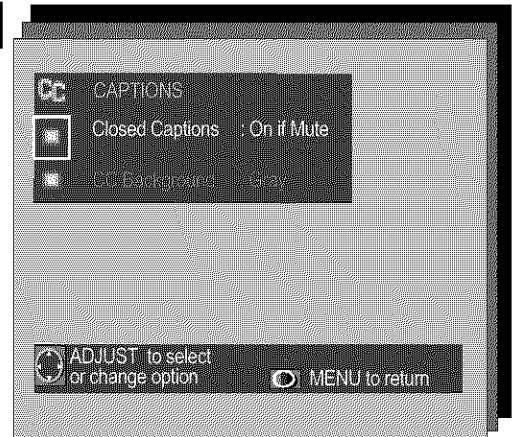 CC CAPTIONS
Closed Captions : On if Mute
CC Background : Gray
ADJUST to select
or change option
MENU to return